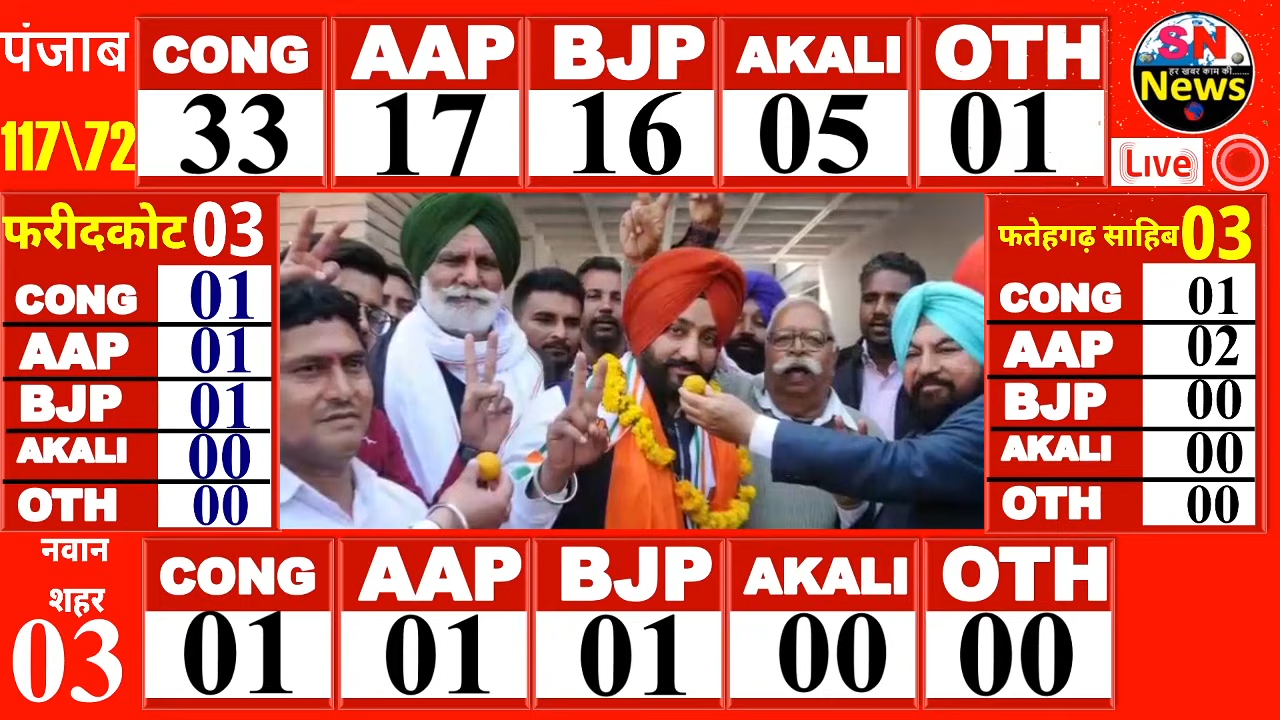 पंजाब
117\72
CONG AAP BJP AKALI OTH
33 17 16 05 01
SN
हर खबर काम की.......
News
Live
फरीदकोट 03
CONG 01
AAP 01
BJP 01
AKALI 00
OTH 00
फतेहगढ़ साहिब 03
CONG 01
AAP 02
BJP 00
AKALI 00
OTH 00
नवान
शहर
03
CONG AAP BJP AKALI OTH
01 01 01 00 00